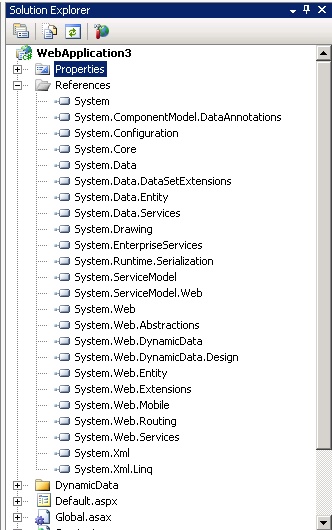 Solution Explorer
WebApplication3
Properties
References
System
System.ComponentModel.DataAnnotations
System.Configuration
System.Core
System.Data
System.Data.DataSetExtensions
System.Data.Entity
System.Data.Services
System.Drawing
System.EnterpriseServices
System.Runtime.Serialization
System.ServiceModel
System.ServiceModel.Web
System.Web
System.Web.Abstractions
System.Web.DynamicData
System.Web.DynamicData.Design
System.Web.Entity
System.Web.Extensions
System.Web.Mobile
System.Web.Routing
System.Web.Services
System.Xml
System.Xml.Linq
DynamicData
Default.aspx
Global.asax